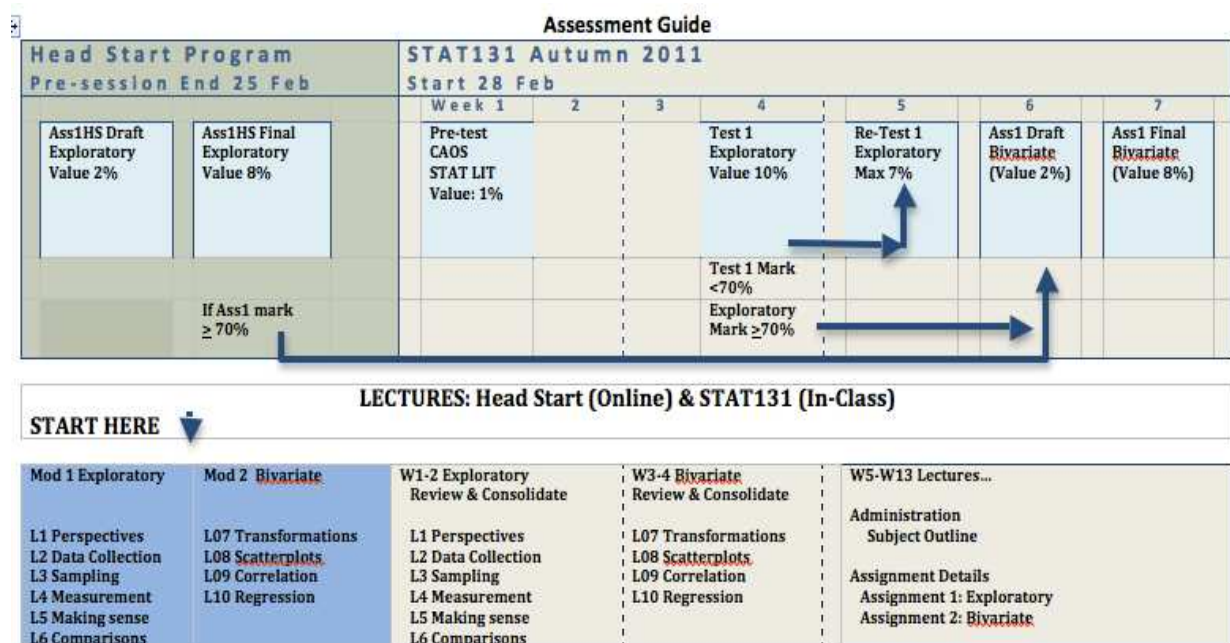 Assessment Guide
Head Start Program
Pre-session End 25 Feb
STAT131 Autumn 2011
Start 28 Feb
Week 1 2 3 4 5 6 7
Ass1HS Draft
Exploratory
Value 2%
Ass1HS Final
Exploratory
Value 8%
Pre-test
CAOS
STAT LIT
Value: 1%
Test 1
Exploratory
Value 10%
Re-Test 1
Exploratory
Max 7%
Ass1 Draft
Bivariate
(Value 2%)
Ass1 Final
Bivariate
(Value 8%)
Test 1 Mark
<70%
If Ass1 mark
≥ 70%
Exploratory
Mark ≥70%
LECTURES: Head Start (Online) & STAT131 (In-Class)
START HERE
Mod 1 Exploratory
L1 Perspectives
L2 Data Collection
L3 Sampling
L4 Measurement
L5 Making sense
L6 Comparisons
Mod 2 Bivariate
L07 Transformations
L08 Scatterplots
L09 Correlation
L10 Regression
W1-2 Exploratory
Review & Consolidate
L1 Perspectives
L2 Data Collection
L3 Sampling
L4 Measurement
L5 Making sense
L6 Comparisons
W3-4 Bivariate
Review & Consolidate
L07 Transformations
L08 Scatterplots
L09 Correlation
L10 Regression
W5-W13 Lectures...
Administration
Subject Outline
Assignment Details
Assignment 1: Exploratory
Assignment 2: Bivariate